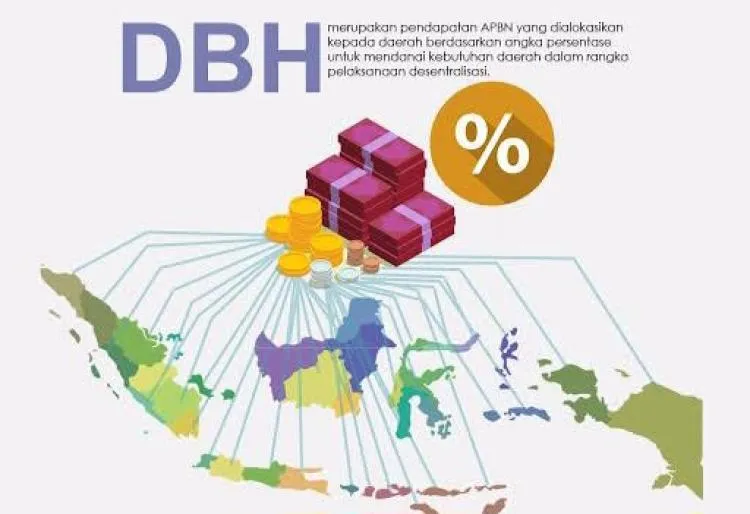 DBH
merupakan pendapatan APBN yang dialokasikan
kepada daerah berdasarkan angka persentase
untuk mendanai kebutuhan daerah dalam rangka
pelaksanaan desentralisasi.
%